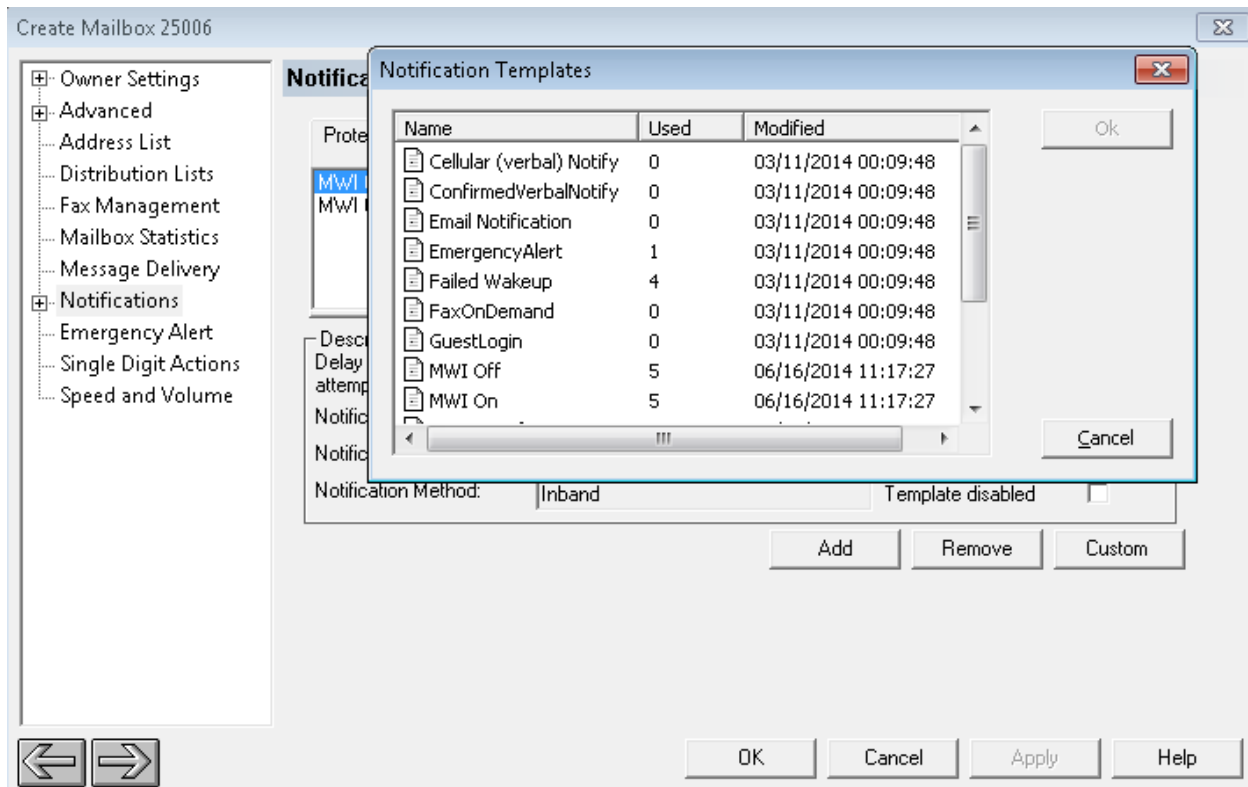 Create Mailbox 25006
Owner Settings
Advanced
Address List
Distribution Lists
Fax Management
Mailbox Statistics
Message Delivery
Notifications
Emergency Alert
Single Digit Actions
Speed and Volume
Notifica
Prote
MWI
MWI
Descr
Delay
attemp
Notific
Notific
Notification Method: Inband Template disabled
Add Remove Custom
Notification Templates
Name Used Modified
Cellular (verbal) Notify 0 03/11/2014 00:09:48
ConfirmedVerbalNotify 0 03/11/2014 00:09:48
Email Notification 0 03/11/2014 00:09:48
EmergencyAlert 1 03/11/2014 00:09:48
Failed Wakeup 4 03/11/2014 00:09:48
FaxOnDemand 0 03/11/2014 00:09:48
GuestLogin 0 03/11/2014 00:09:48
MWI Off 5 06/16/2014 11:17:27
MWI On 5 06/16/2014 11:17:27
Ok
Cancel
OK Cancel Apply Help